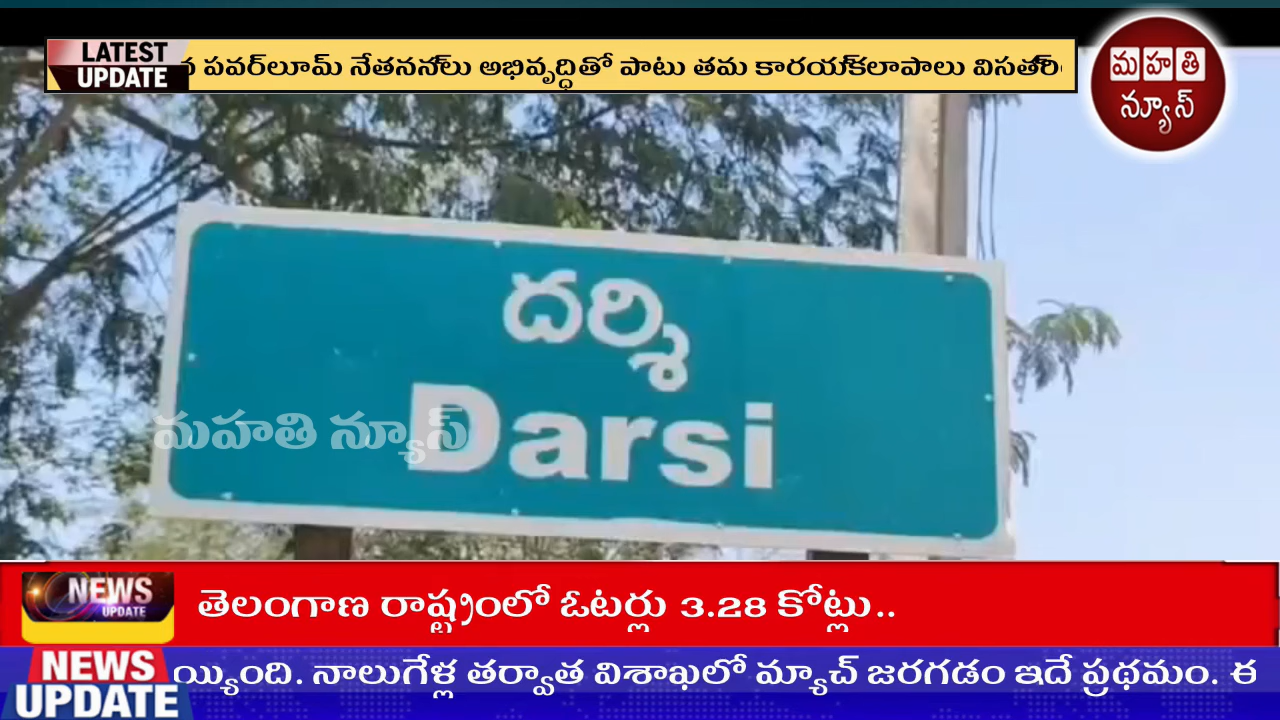 LATEST
UPDATE
న పవర్‌లూమ్ నేతనన్నలు అభివృద్ధితో పాటు తమ కార్యకలాపాలు
మహతి
న్యూస్
దర్శి
Darsi
మహతి న్యూస్
NEWS
UPDATE
తెలంగాణ రాష్ట్రంలో ఓటర్లు 3.28 కోట్లు..
NEWS
UPDATE
య్యింది. నాలుగేళ్ల తర్వాత విశాఖలో మ్యాచ్ జరగడం ఇదే ప్రథమం. ఈ